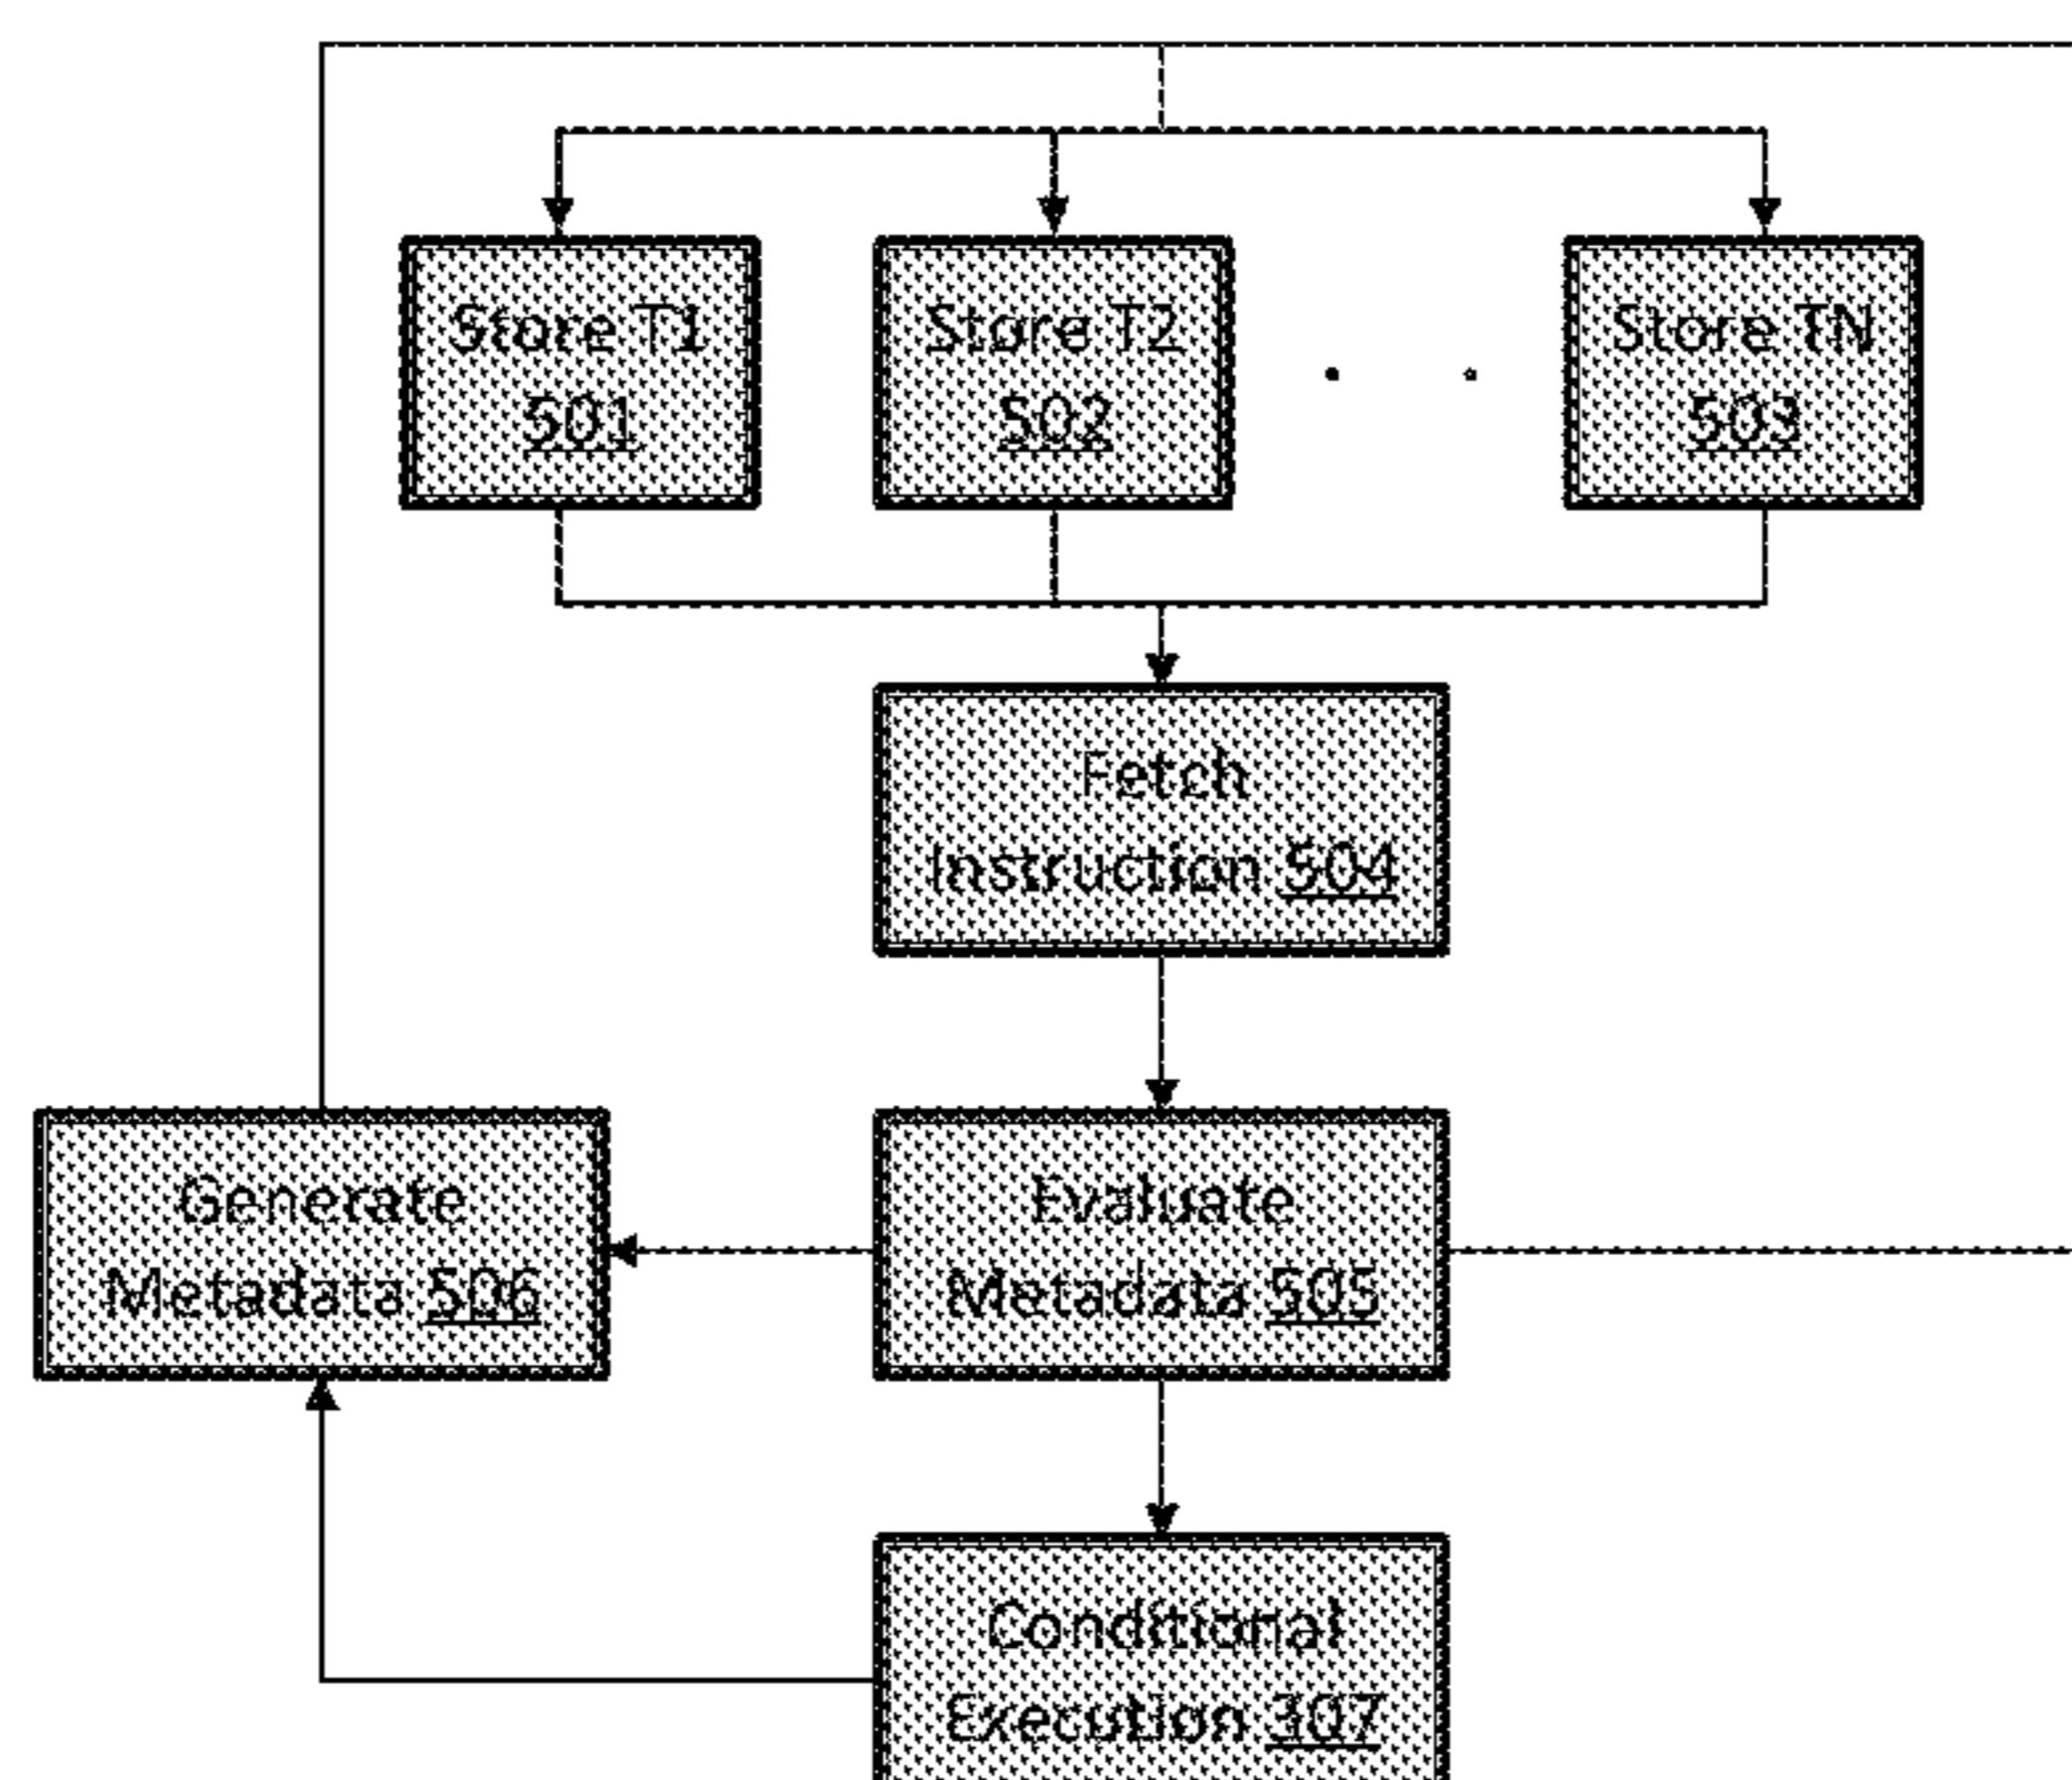 Store T1
501
Store T2
502
. .
Store TN
503
Fetch
Instruction 504
Generate
Metadata 506
Evaluate
Metadata 505
Conditional
Execution 307